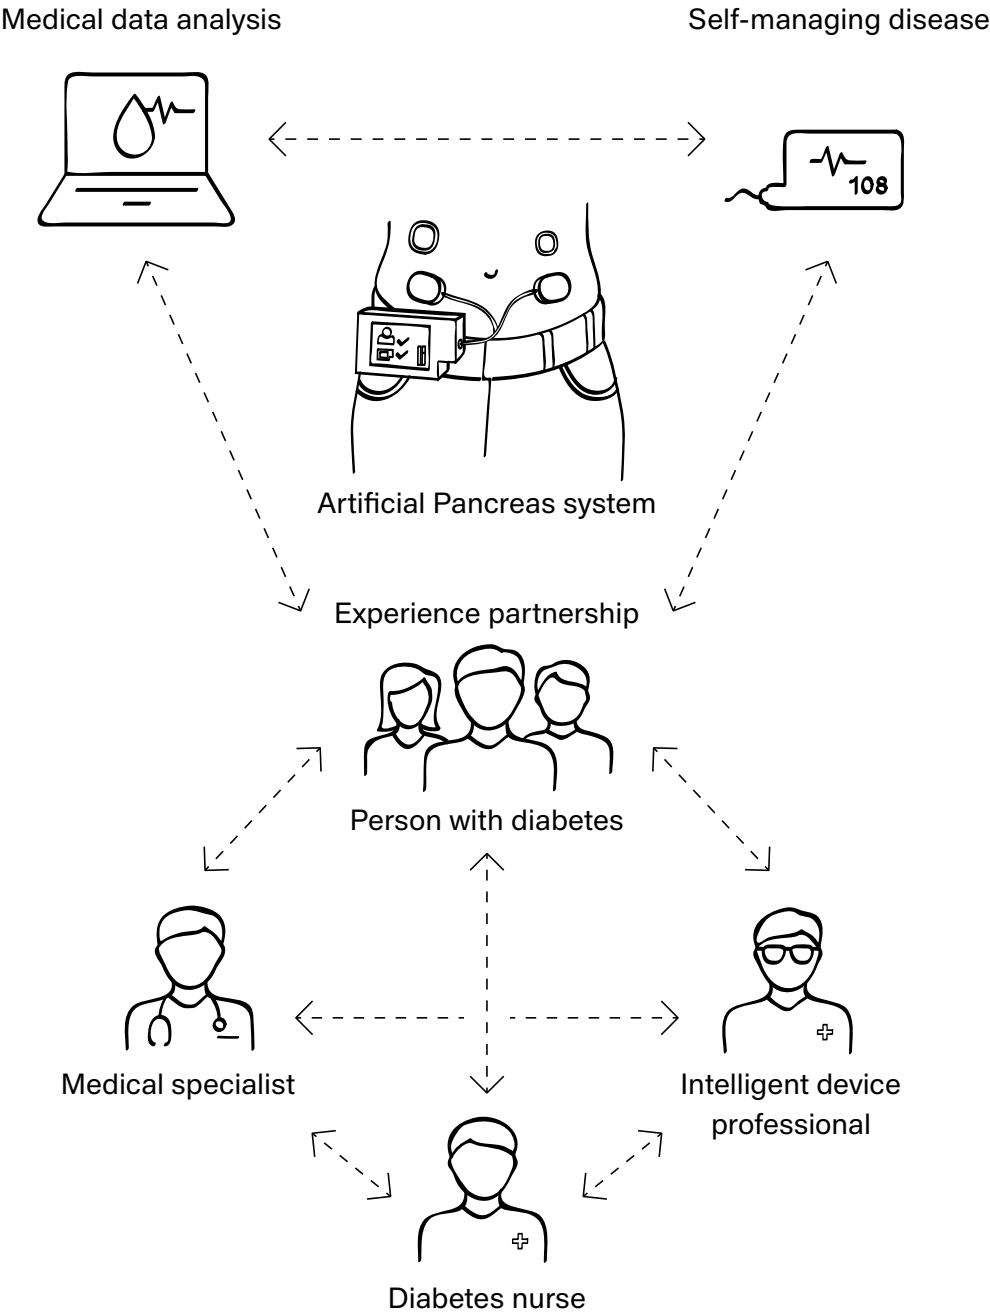 Medical data analysis
Self-managing disease
108
Artificial Pancreas system
Experience partnership
Person with diabetes
Medical specialist
Intelligent device
professional
Diabetes nurse